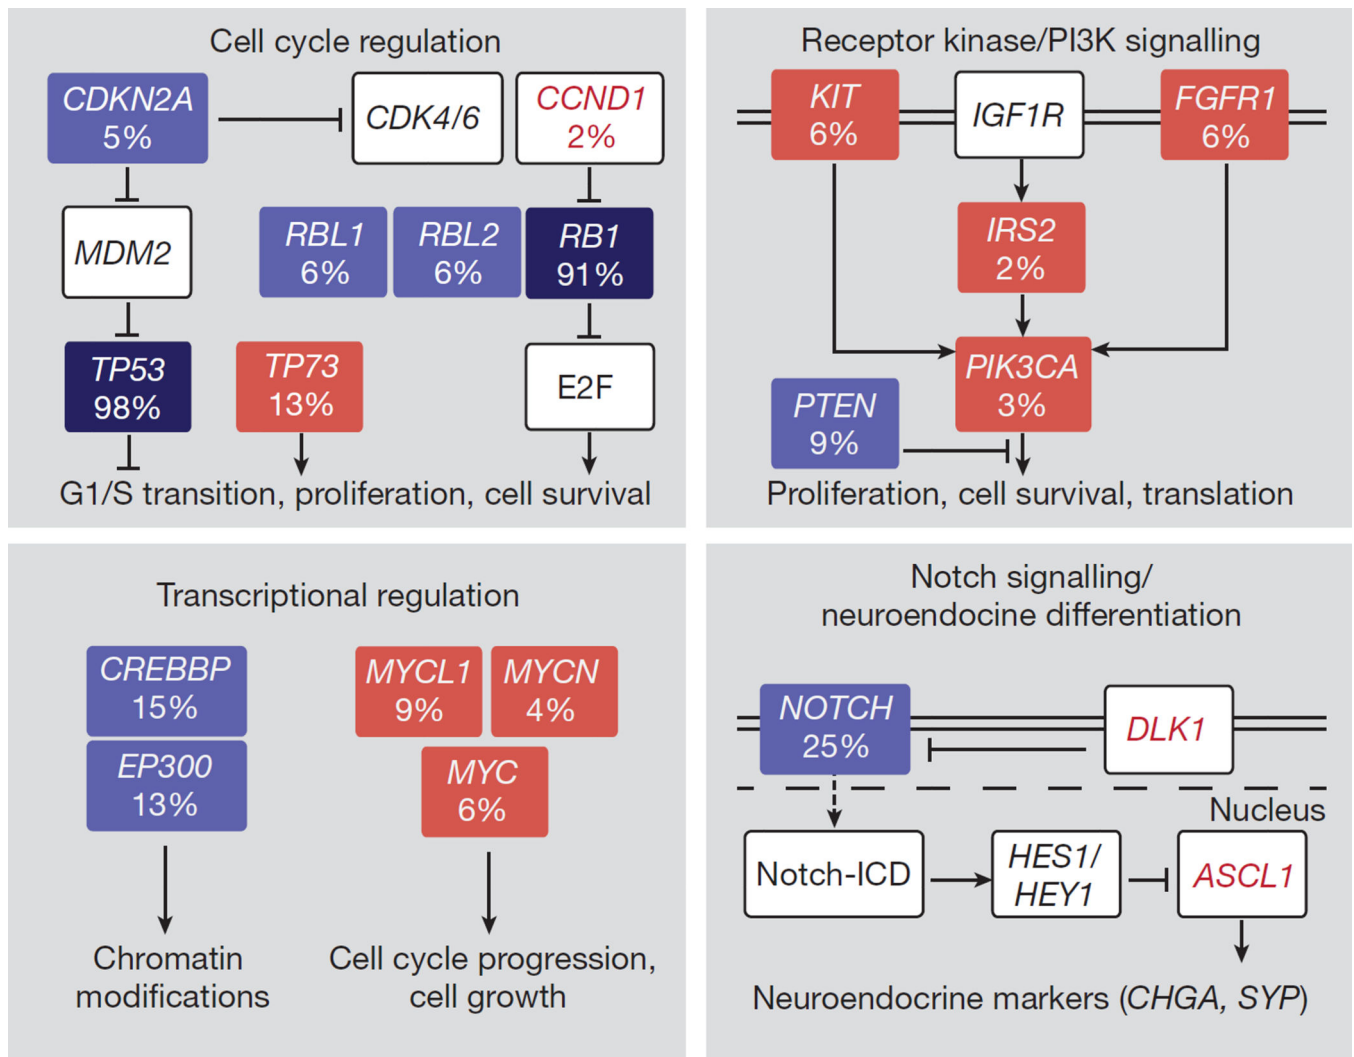 Cell cycle regulation
CDKN2A
5%
CDK4/6
CCND1
2%
MDM2
RBL1
6%
RBL2
6%
RB1
91%
TP53
98%
TP73
13%
E2F
G1/S transition, proliferation, cell survival
Receptor kinase/PI3K signalling
KIT
6%
IGF1R
FGFR1
6%
IRS2
2%
PIK3CA
3%
PTEN
9%
Proliferation, cell survival, translation
Transcriptional regulation
CREBBP
15%
EP300
13%
MYCL1
9%
MYCN
4%
MYC
6%
Chromatin
modifications
Cell cycle progression,
cell growth
Notch signalling/
neuroendocrine differentiation
NOTCH
25%
DLK1
Nucleus
Notch-ICD
HES1/
HEY1
ASCL1
Neuroendocrine markers (CHGA, SYP)